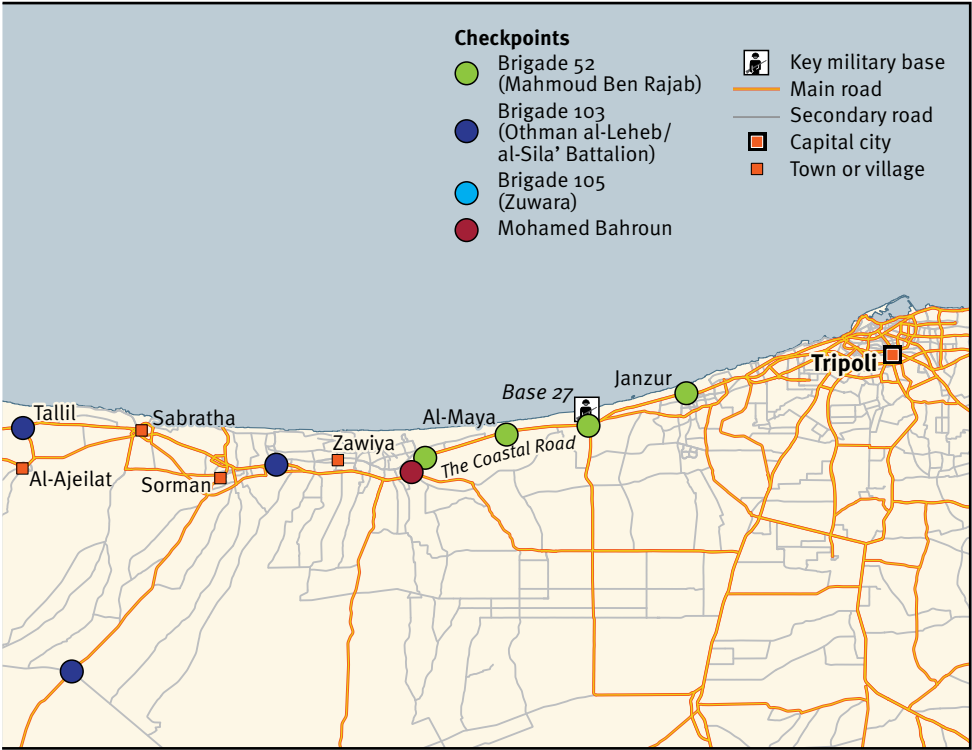 Checkpoints
Brigade 52
(Mahmoud Ben Rajab)
Brigade 103
(Othman al-Leheb/
al-Sila’ Battalion)
Brigade 105
(Zuwara)
Mohamed Bahroun
Key military base
Main road
Secondary road
Capital city
Town or village
Tripoli
Janzur
Base 27
Al-Maya
The Coastal Road
Zawiya
Tallil
Sabratha
Al-Ajeilat
Sorman